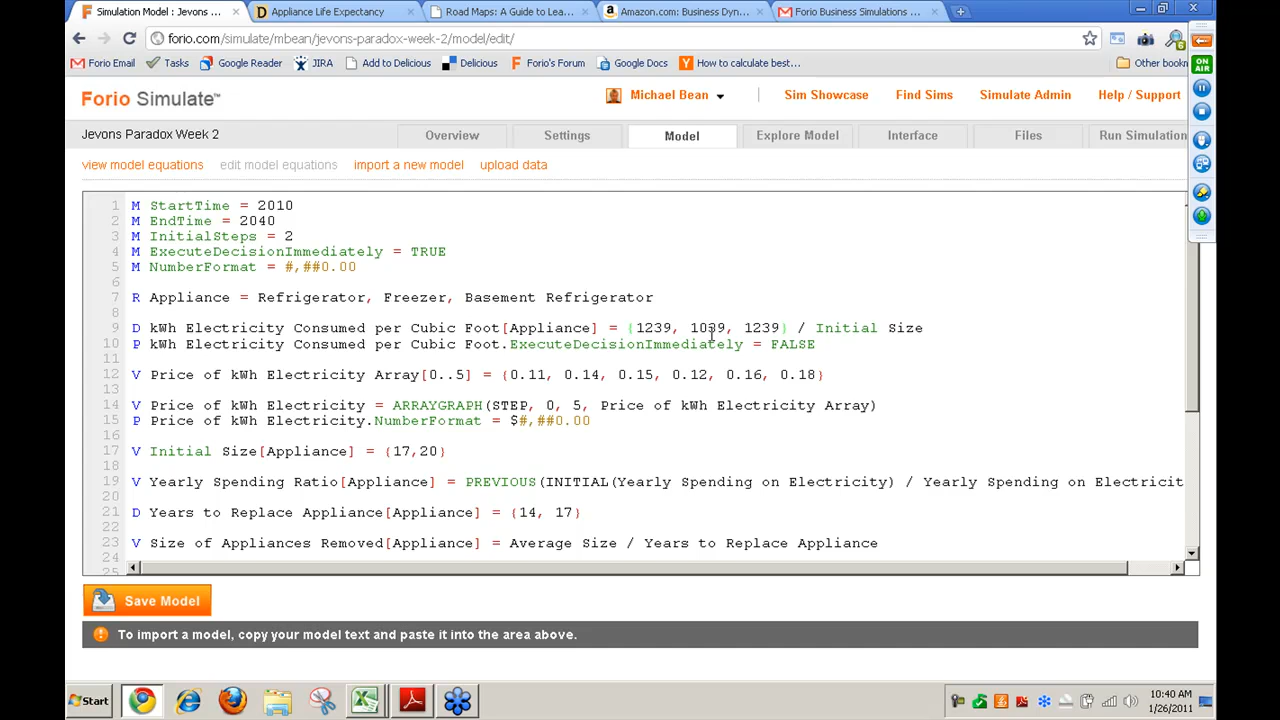 Simulation Model : Jevons ...
Appliance Life Expectancy
Road Maps: A Guide to Lea...
Amazon.com: Business Dyn...
Forio Business Simulations ...
forio.com/simulate/mbean/jevons-paradox-week-2/model/edit/
Forio Email
Tasks
Google Reader
JIRA
Add to Delicious
Delicious
Forio's Forum
Google Docs
How to calculate best...
Other bookn
6
ON AIR
Forio Simulate™
Michael Bean
Sim Showcase
Find Sims
Simulate Admin
Help / Support
Jevons Paradox Week 2
Overview
Settings
Model
Explore Model
Interface
Files
Run Simulation
view model equations
edit model equations
import a new model
upload data
1 M StartTime = 2010
2 M EndTime = 2040
3 M InitialSteps = 2
4 M ExecuteDecisionImmediately = TRUE
5 M NumberFormat = #,##0.00
6
7 R Appliance = Refrigerator, Freezer, Basement Refrigerator
8
9 D kWh Electricity Consumed per Cubic Foot[Appliance] = {1239, 1039, 1239} / Initial Size
10 P kWh Electricity Consumed per Cubic Foot.ExecuteDecisionImmediately = FALSE
11
12 V Price of kWh Electricity Array[0..5] = {0.11, 0.14, 0.15, 0.12, 0.16, 0.18}
13
14 V Price of kWh Electricity = ARRAYGRAPH(STEP, 0, 5, Price of kWh Electricity Array)
15 P Price of kWh Electricity.NumberFormat = $#,##0.00
16
17 V Initial Size[Appliance] = {17,20}
18
19 V Yearly Spending Ratio[Appliance] = PREVIOUS(INITIAL(Yearly Spending on Electricity) / Yearly Spending on Electricit
20
21 D Years to Replace Appliance[Appliance] = {14, 17}
22
23 V Size of Appliances Removed[Appliance] = Average Size / Years to Replace Appliance
24
25
Save Model
To import a model, copy your model text and paste it into the area above.
Start
10:40 AM
1/26/2011